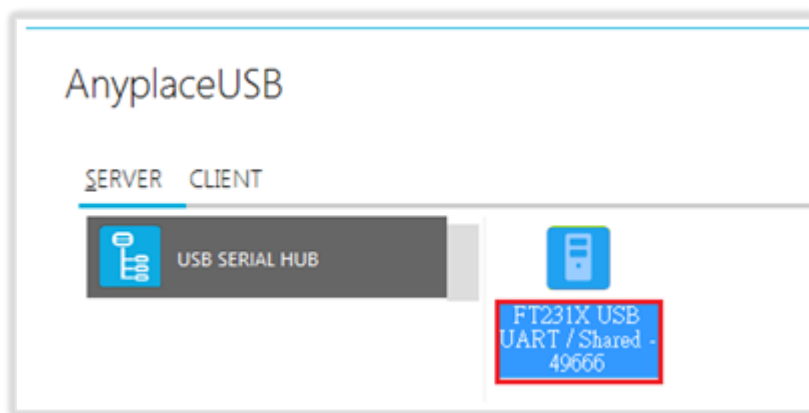 AnyplaceUSB
SERVER CLIENT
USB SERIAL HUB
FT231X USB
UART / Shared -
49666